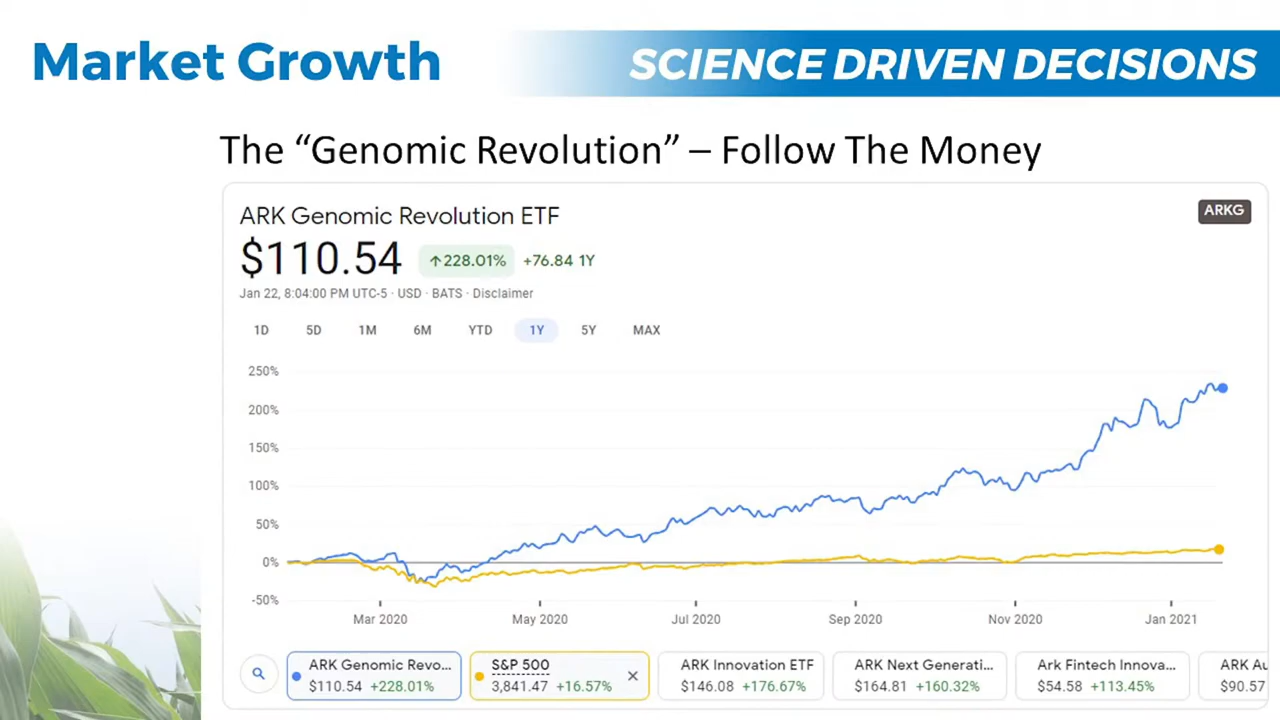 Market Growth
SCIENCE DRIVEN DECISIONS
The “Genomic Revolution” – Follow The Money
ARK Genomic Revolution ETF
ARKG
$110.54 ↑228.01% +76.84 1Y
Jan 22, 8:04:00 PM UTC-5 · USD · BATS · Disclaimer
1D 5D 1M 6M YTD 1Y 5Y MAX
250%
200%
150%
100%
50%
0%
-50%
Mar 2020 May 2020 Jul 2020 Sep 2020 Nov 2020 Jan 2021
ARK Genomic Revo...
$110.54 +228.01%
S&P 500
3,841.47 +16.57%
ARK Innovation ETF
$146.08 +176.67%
ARK Next Generati...
$164.81 +160.32%
Ark Fintech Innova...
$54.58 +113.45%
ARK Au
$90.57